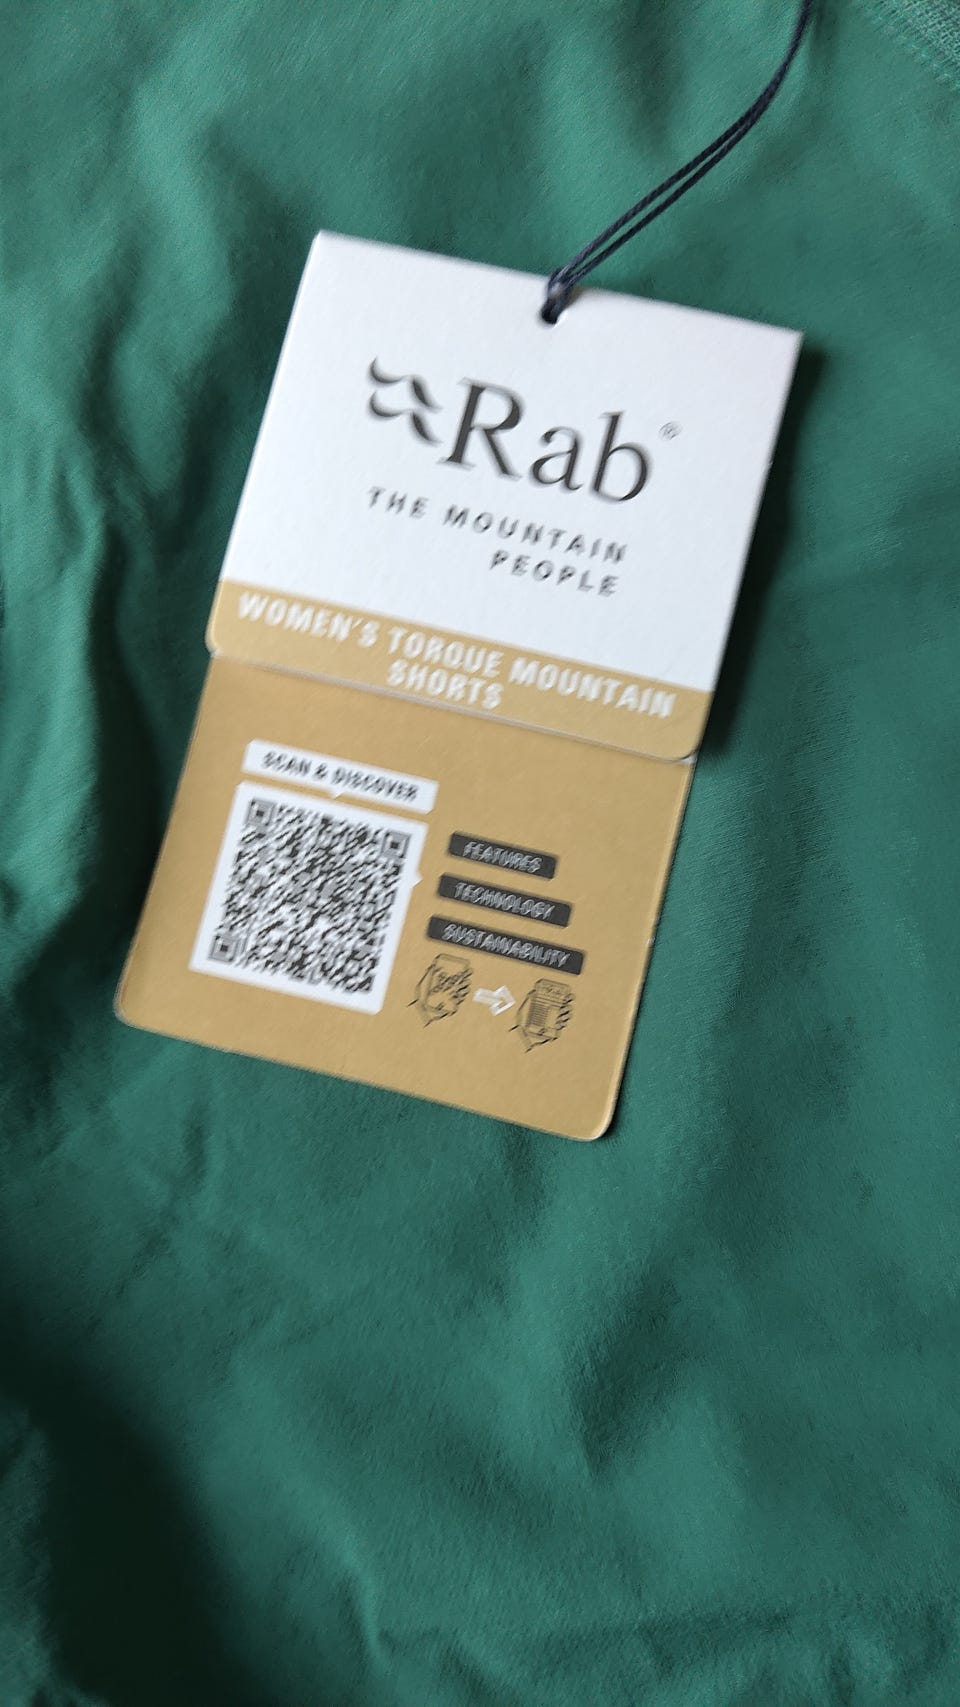 Rab®
THE MOUNTAIN
PEOPLE
WOMEN'S TORQUE MOUNTAIN
SHORTS
SCAN & DISCOVER
FEATURES
TECHNOLOGY
SUSTAINABILITY